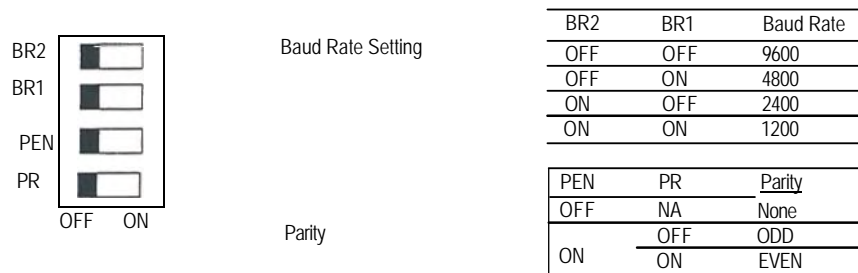 BR2
BR1
PEN
PR
OFF ON
Baud Rate Setting
Parity
BR2 BR1 Baud Rate
OFF OFF 9600
OFF ON 4800
ON OFF 2400
ON ON 1200
PEN PR Parity
OFF NA None
ON OFF ODD
ON EVEN